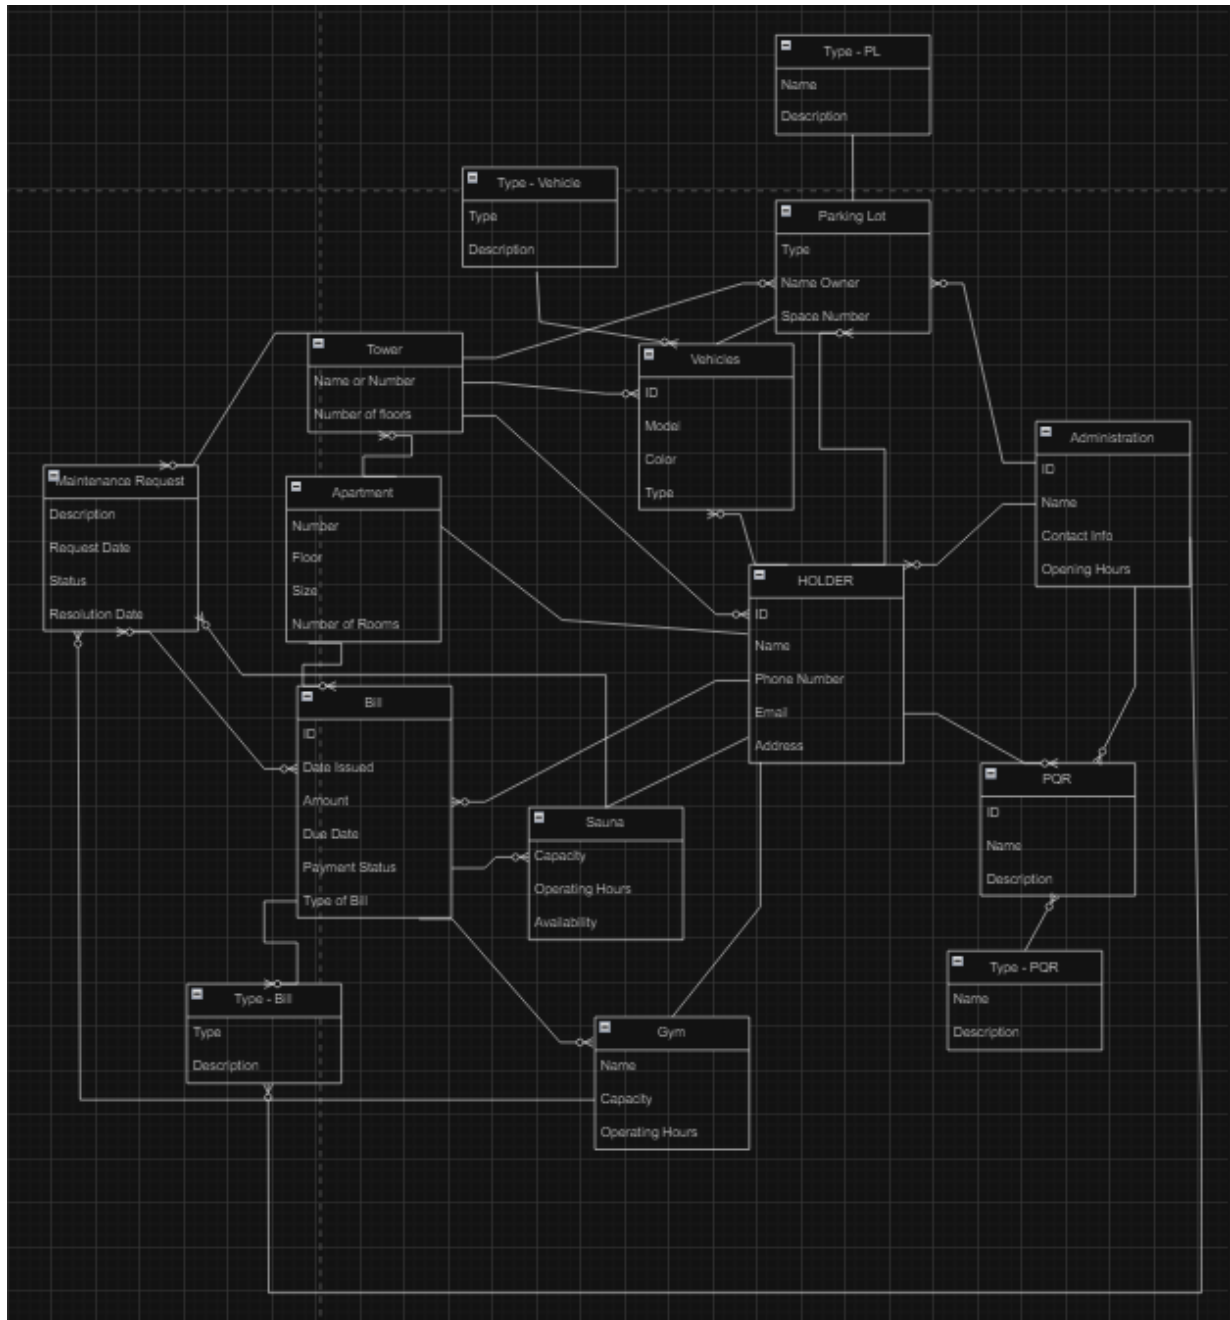 Type - PL
Name
Description
Type - Vehicle
Type
Description
Parking Lot
Type
Name Owner
Space Number
Tower
Name or Number
Number of floors
Vehicles
ID
Model
Color
Type
Administration
ID
Name
Contact Info
Opening Hours
Maintenance Request
Description
Request Date
Status
Resolution Date
Apartment
Number
Floor
Size
Number of Rooms
HOLDER
ID
Name
Phone Number
Email
Address
Bill
ID
Date Issued
Amount
Due Date
Payment Status
Type of Bill
Sauna
Capacity
Operating Hours
Availability
PQR
ID
Name
Description
Type - PQR
Name
Description
Type - Bill
Type
Description
Gym
Name
Capacity
Operating Hours